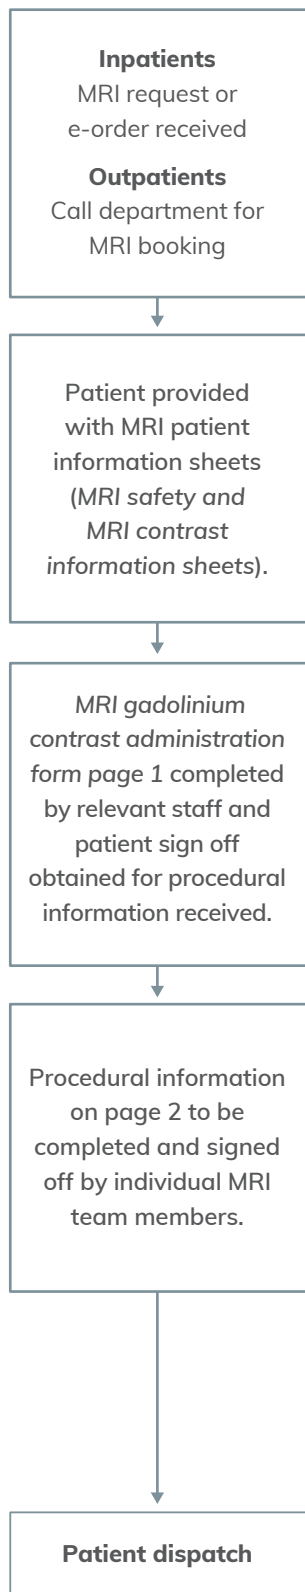 Inpatients
MRI request or
e-order received
Outpatients
Call department for
MRI booking
Patient provided
with MRI patient
information sheets
(MRI safety and
MRI contrast
information sheets).
MRI gadolinium
contrast administration
form page 1 completed
by relevant staff and
patient sign off
obtained for procedural
information received.
Procedural information
on page 2 to be
completed and signed
off by individual MRI
team members.
Patient dispatch